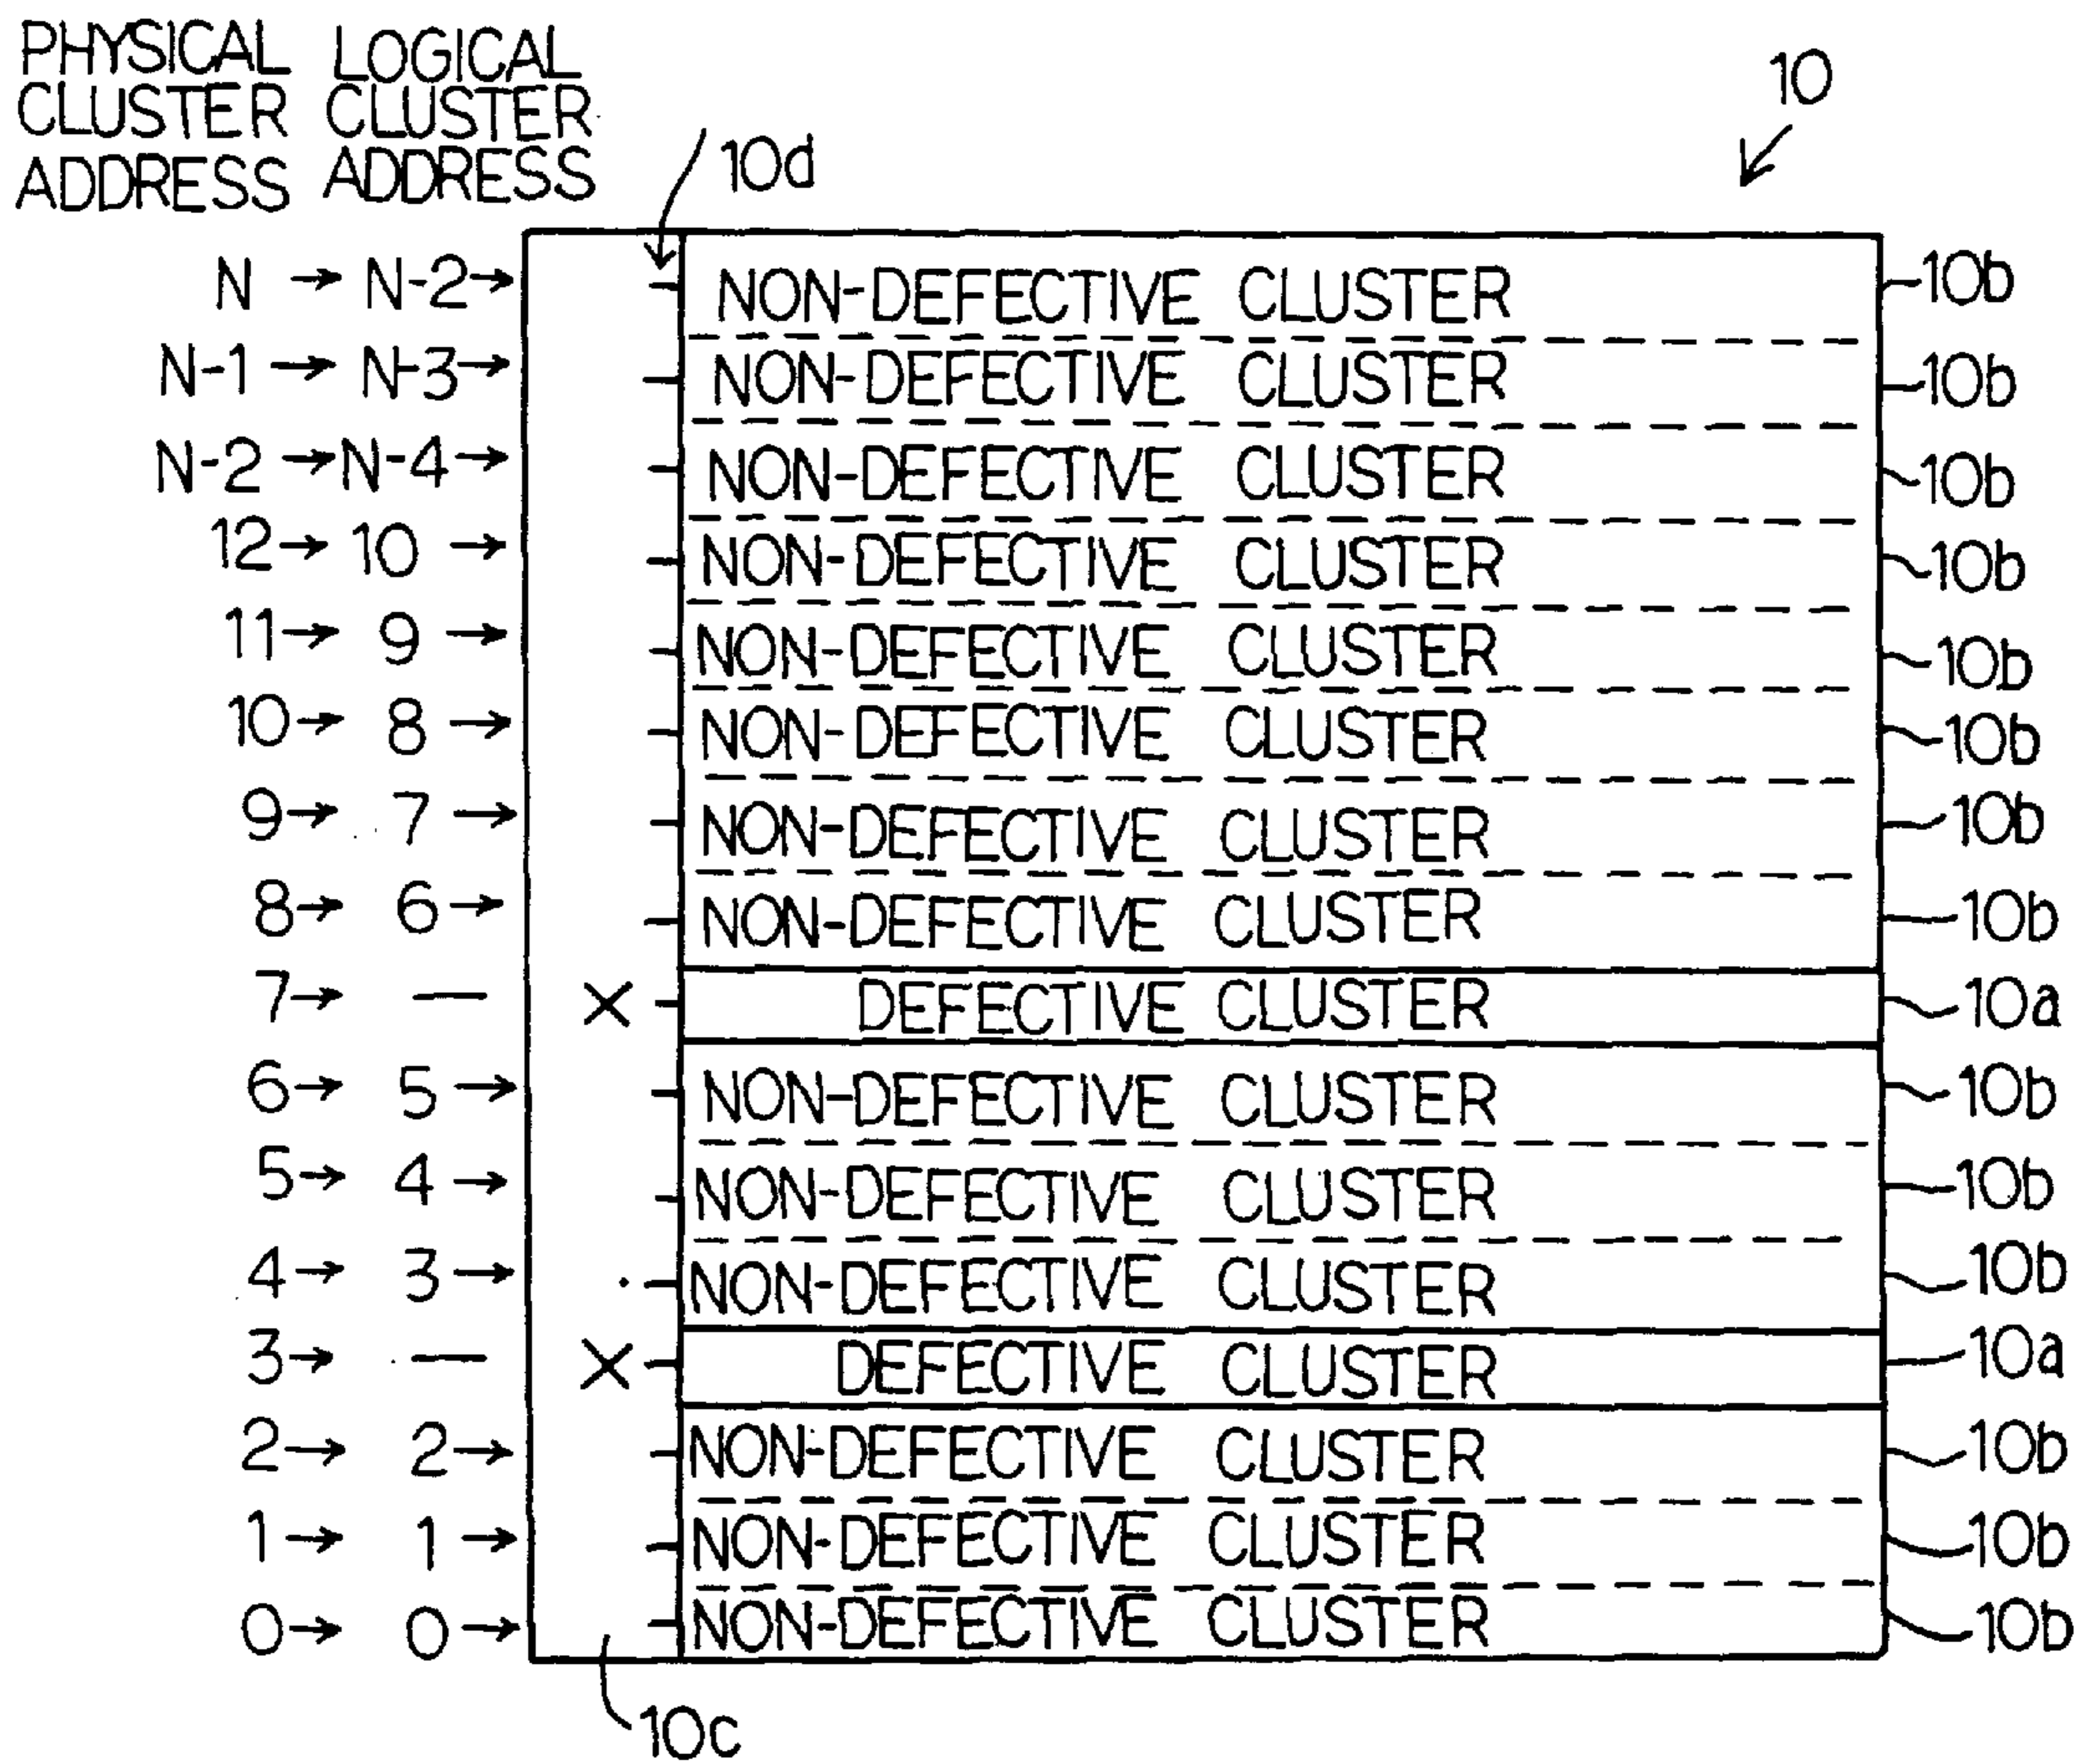 PHYSICAL CLUSTER ADDRESS
LOGICAL CLUSTER ADDRESS
10
10d
N → N-2 → NON-DEFECTIVE CLUSTER 10b
N-1 → N-3 → NON-DEFECTIVE CLUSTER 10b
N-2 → N-4 → NON-DEFECTIVE CLUSTER 10b
12 → 10 → NON-DEFECTIVE CLUSTER 10b
11 → 9 → NON-DEFECTIVE CLUSTER 10b
10 → 8 → NON-DEFECTIVE CLUSTER 10b
9 → 7 → NON-DEFECTIVE CLUSTER 10b
8 → 6 → NON-DEFECTIVE CLUSTER 10b
7 → — X DEFECTIVE CLUSTER 10a
6 → 5 → NON-DEFECTIVE CLUSTER 10b
5 → 4 → NON-DEFECTIVE CLUSTER 10b
4 → 3 → NON-DEFECTIVE CLUSTER 10b
3 → — X DEFECTIVE CLUSTER 10a
2 → 2 → NON-DEFECTIVE CLUSTER 10b
1 → 1 → NON-DEFECTIVE CLUSTER 10b
0 → 0 → NON-DEFECTIVE CLUSTER 10b
10c